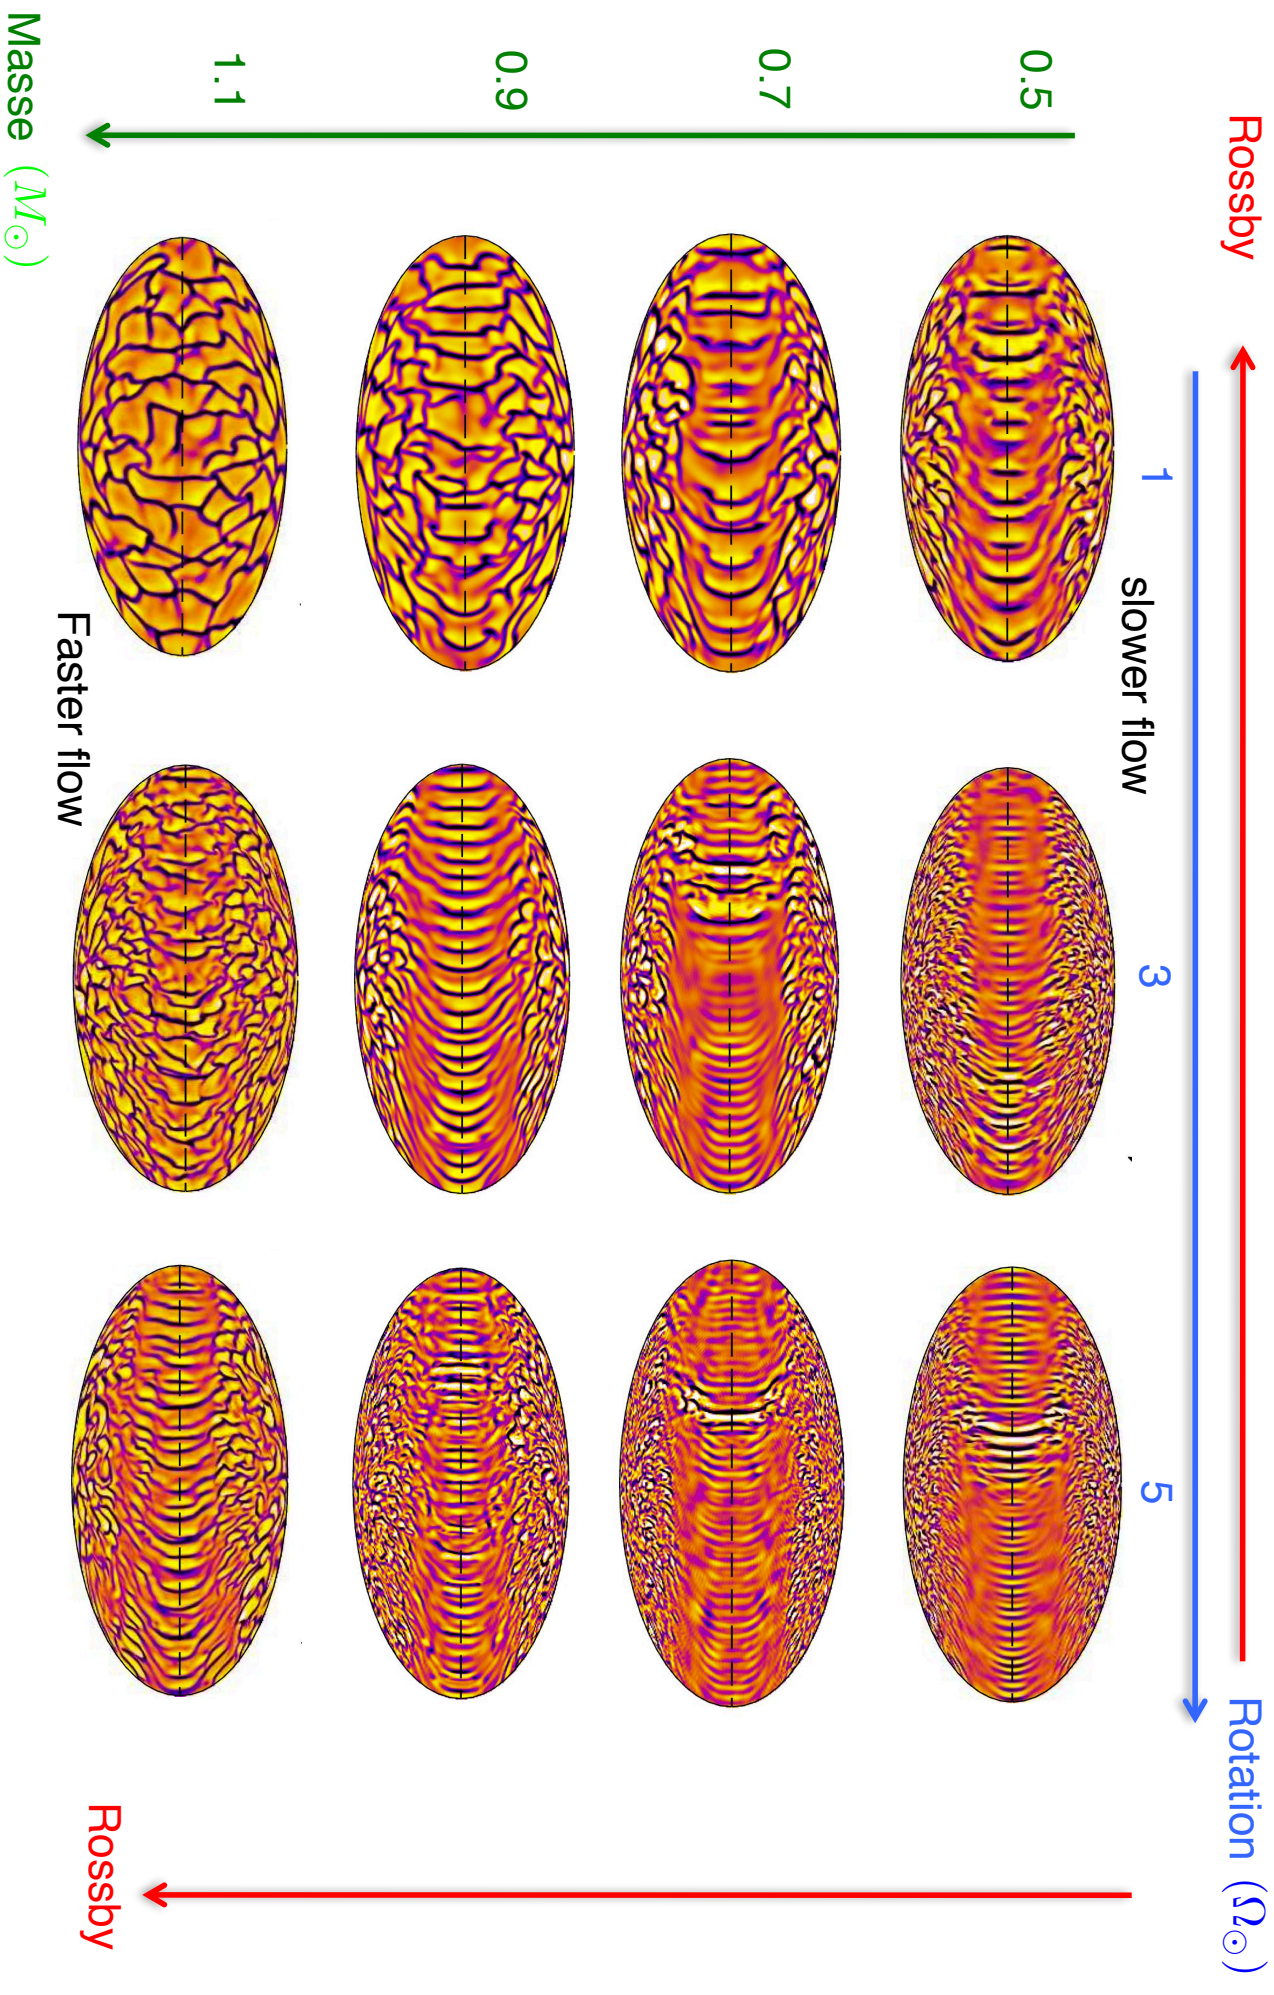 Rossby
Rotation (Ω☉)
1
3
5
slower flow
0.5
0.7
0.9
1.1
Faster flow
Masse (M☉)
Rossby